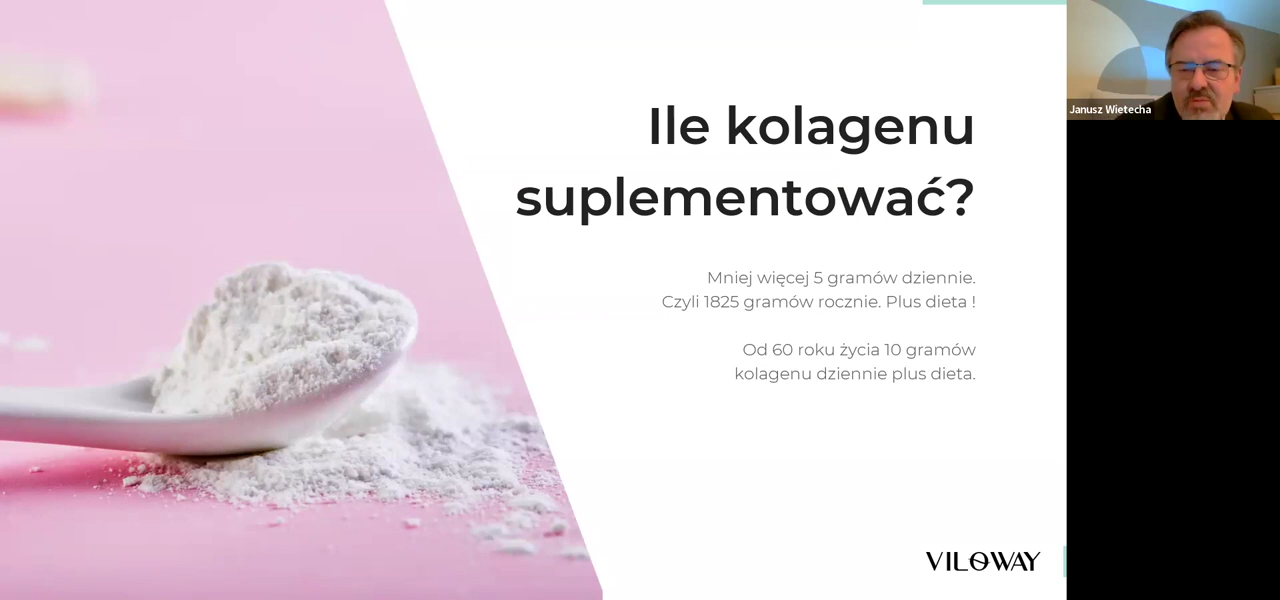 Ile kolagenu
suplementować?
Mniej więcej 5 gramów dziennie.
Czyli 1825 gramów rocznie. Plus dieta !
Od 60 roku życia 10 gramów
kolagenu dziennie plus dieta.
VILOWAY
Janusz Wietecha